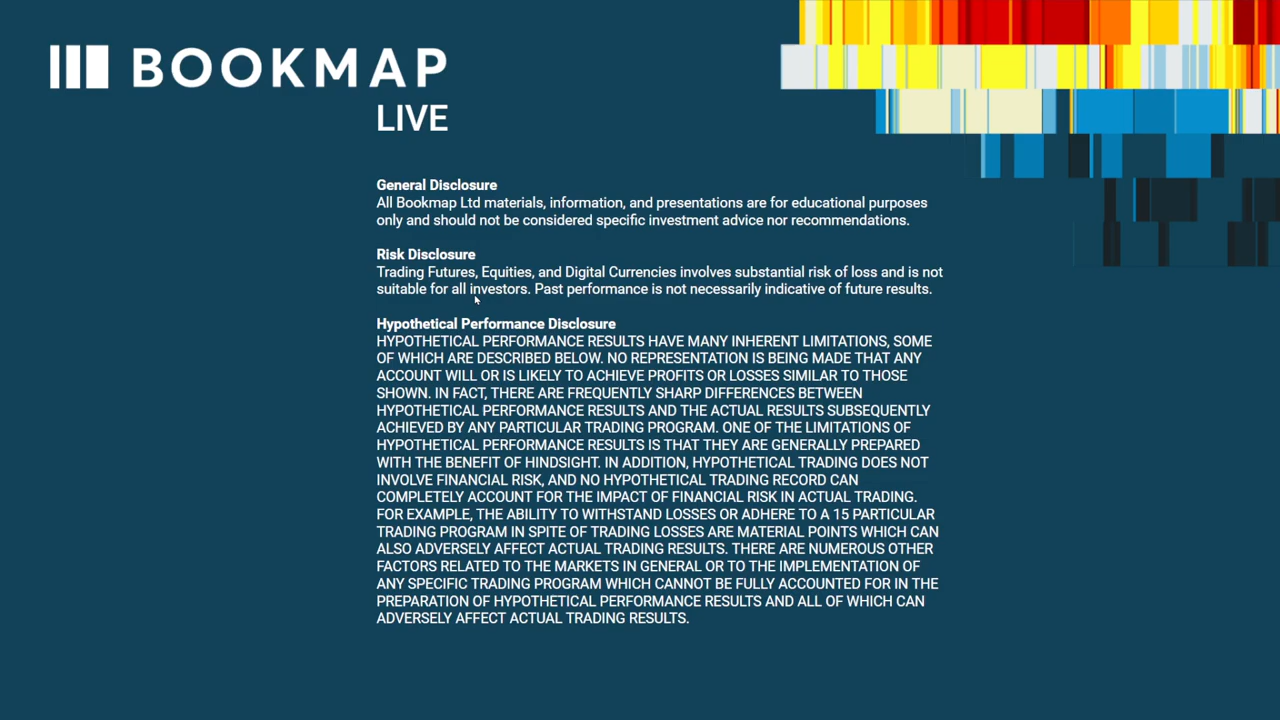 BOOKMAP
LIVE
General Disclosure
All Bookmap Ltd materials, information, and presentations are for educational purposes
only and should not be considered specific investment advice nor recommendations.
Risk Disclosure
Trading Futures, Equities, and Digital Currencies involves substantial risk of loss and is not
suitable for all investors. Past performance is not necessarily indicative of future results.
Hypothetical Performance Disclosure
HYPOTHETICAL PERFORMANCE RESULTS HAVE MANY INHERENT LIMITATIONS, SOME
OF WHICH ARE DESCRIBED BELOW. NO REPRESENTATION IS BEING MADE THAT ANY
ACCOUNT WILL OR IS LIKELY TO ACHIEVE PROFITS OR LOSSES SIMILAR TO THOSE
SHOWN. IN FACT, THERE ARE FREQUENTLY SHARP DIFFERENCES BETWEEN
HYPOTHETICAL PERFORMANCE RESULTS AND THE ACTUAL RESULTS SUBSEQUENTLY
ACHIEVED BY ANY PARTICULAR TRADING PROGRAM. ONE OF THE LIMITATIONS OF
HYPOTHETICAL PERFORMANCE RESULTS IS THAT THEY ARE GENERALLY PREPARED
WITH THE BENEFIT OF HINDSIGHT. IN ADDITION, HYPOTHETICAL TRADING DOES NOT
INVOLVE FINANCIAL RISK, AND NO HYPOTHETICAL TRADING RECORD CAN
COMPLETELY ACCOUNT FOR THE IMPACT OF FINANCIAL RISK IN ACTUAL TRADING.
FOR EXAMPLE, THE ABILITY TO WITHSTAND LOSSES OR ADHERE TO A 15 PARTICULAR
TRADING PROGRAM IN SPITE OF TRADING LOSSES ARE MATERIAL POINTS WHICH CAN
ALSO ADVERSELY AFFECT ACTUAL TRADING RESULTS. THERE ARE NUMEROUS OTHER
FACTORS RELATED TO THE MARKETS IN GENERAL OR TO THE IMPLEMENTATION OF
ANY SPECIFIC TRADING PROGRAM WHICH CANNOT BE FULLY ACCOUNTED FOR IN THE
PREPARATION OF HYPOTHETICAL PERFORMANCE RESULTS AND ALL OF WHICH CAN
ADVERSELY AFFECT ACTUAL TRADING RESULTS.